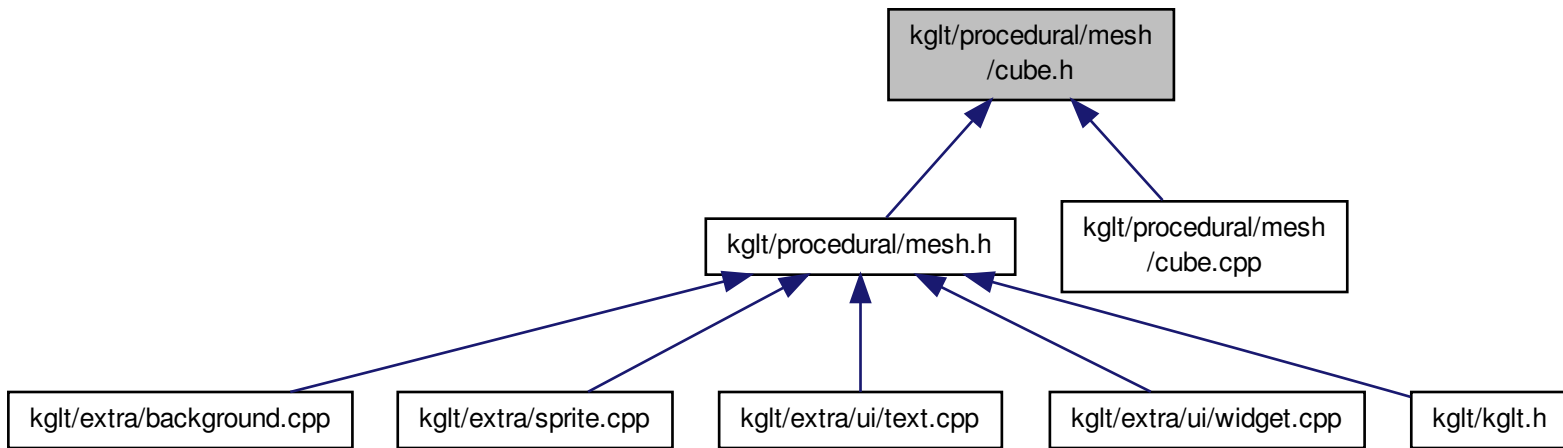 kglt/procedural/mesh
/cube.h
kglt/procedural/mesh.h
kglt/procedural/mesh
/cube.cpp
kglt/extra/background.cpp
kglt/extra/sprite.cpp
kglt/extra/ui/text.cpp
kglt/extra/ui/widget.cpp
kglt/kglt.h